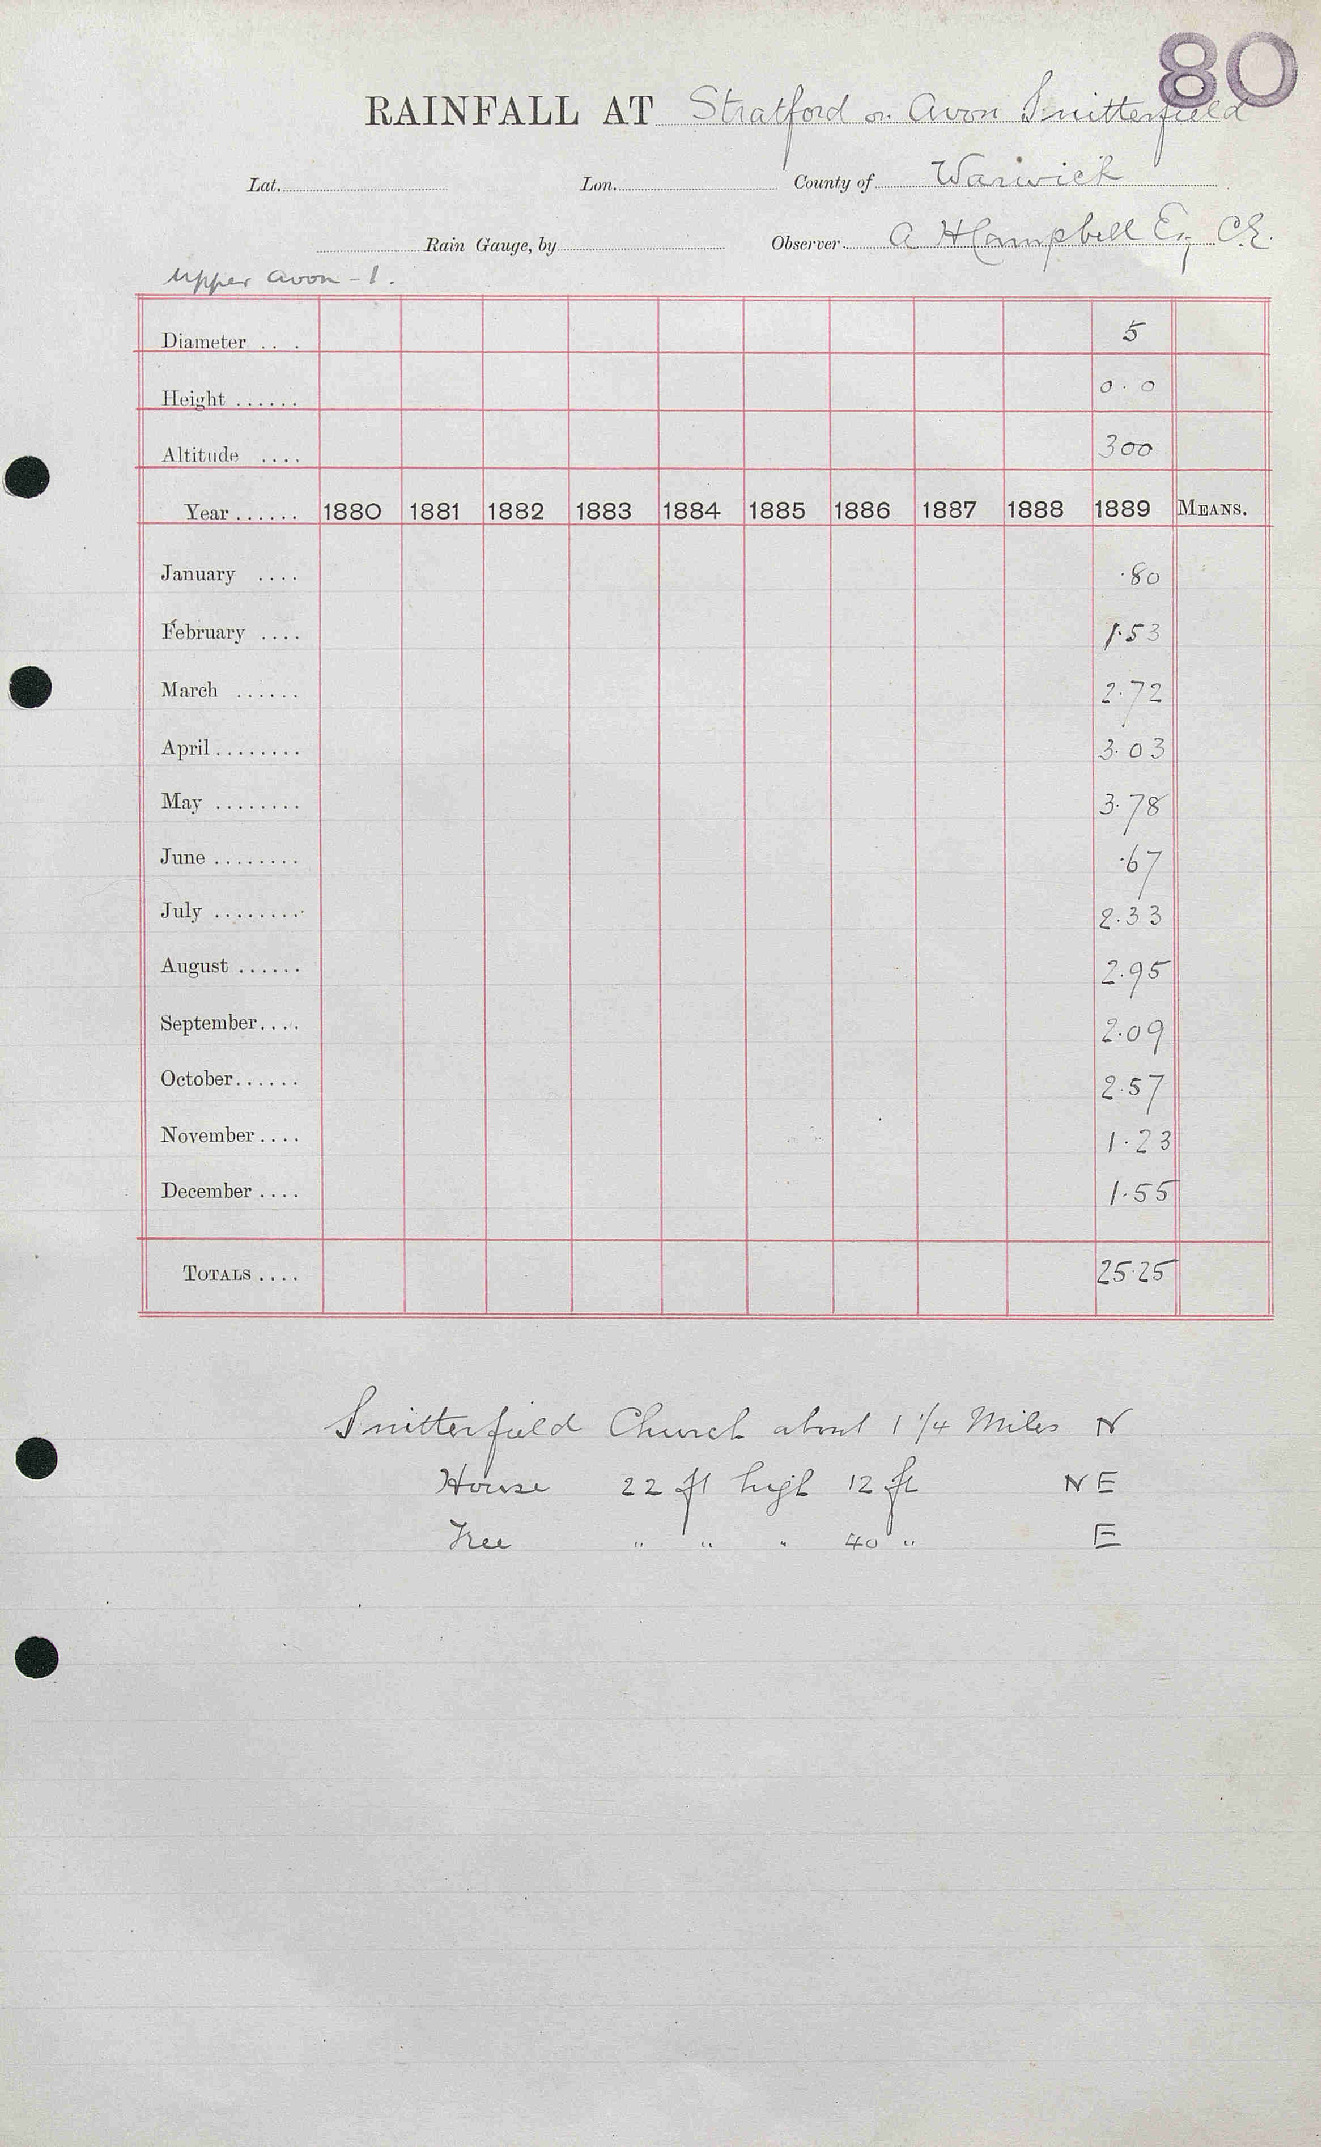 80
RAINFALL AT Stratford on Avon Snitterfield
Lat. Lon. County of Warwick
Rain Gauge, by Observer A H Campbell Esq C.E.
Upper Avon - 1.
Diameter .... 5
Height ...... 0.0
Altitude .... 300
Year ...... 1880 1881 1882 1883 1884 1885 1886 1887 1888 1889 MEANS.
January .... .80
February .... 1.53
March ...... 2.72
April ........ 3.03
May ........ 3.78
June ........ .67
July ........ 2.33
August ...... 2.95
September.... 2.09
October...... 2.57
November.... 1.23
December.... 1.55
TOTALS .... 25.25
Snitterfield Church about 1 1/4 Miles N
House 22 ft high 12 ft NE
Tree " " " 40 " E